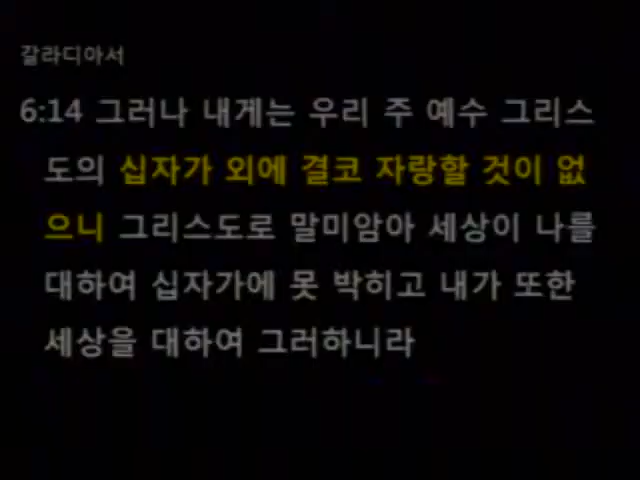 갈라디아서
6:14 그러나 내게는 우리 주 예수 그리스
도의 십자가 외에 결코 자랑할 것이 없
으니 그리스도로 말미암아 세상이 나를
대하여 십자가에 못 박히고 내가 또한
세상을 대하여 그러하니라